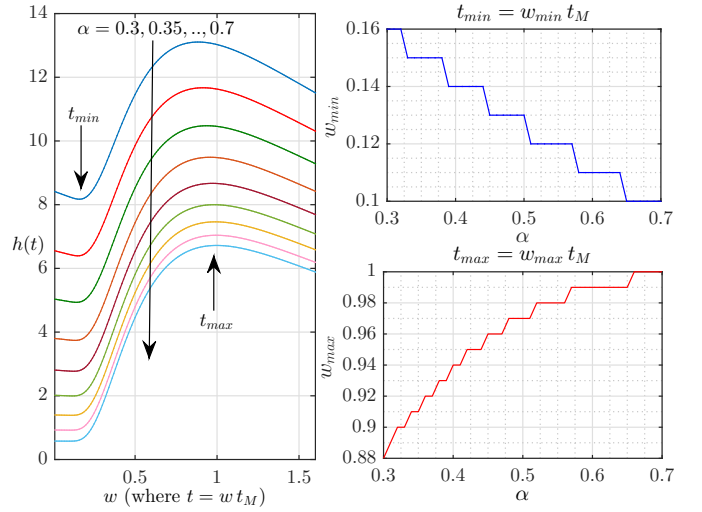 14
12
10
8
6
4
2
0
h(t)
α = 0.3, 0.35, .., 0.7
t_min
t_max
0.5
1
1.5
w (where t = w t_M)
t_min = w_min t_M
0.16
0.14
0.12
0.1
w_min
0.3
0.4
0.5
0.6
0.7
α
t_max = w_max t_M
1
0.98
0.96
0.94
0.92
0.9
0.88
w_max
0.3
0.4
0.5
0.6
0.7
α